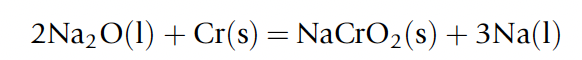 2Na₂O(l) + Cr(s) = NaCrO₂(s) + 3Na(l)